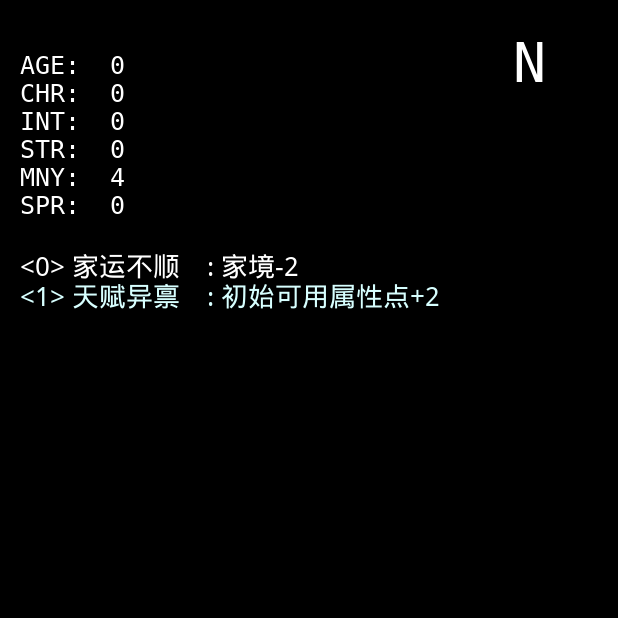 N
AGE: 0
CHR: 0
INT: 0
STR: 0
MNY: 4
SPR: 0
<0> 家运不顺 : 家境-2
<1> 天赋异禀 : 初始可用属性点+2